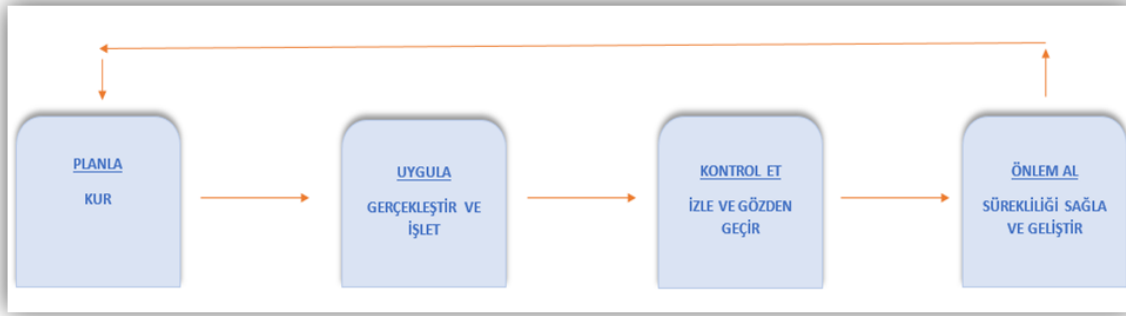 PLANLA
KUR
UYGULA
GERÇEKLEŞTİR VE
İŞLET
KONTROL ET
İZLE VE GÖZDEN
GEÇİR
ÖNLEM AL
SÜREKLİLİĞİ SAĞLA
VE GELİŞTİR